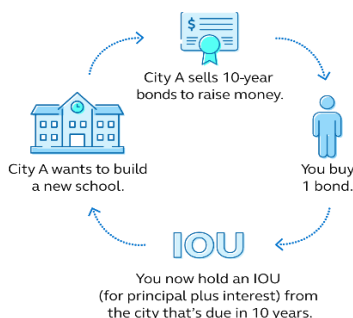 $
City A sells 10-year
bonds to raise money.
City A wants to build
a new school.
You buy
1 bond.
IOU
You now hold an IOU
(for principal plus interest) from
the city that's due in 10 years.